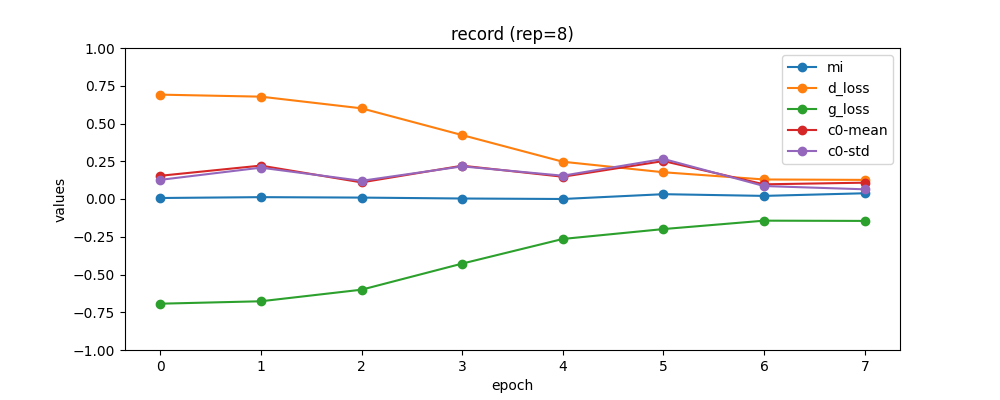 record (rep=8)
1.00
0.75
0.50
0.25
0.00
−0.25
−0.50
−0.75
−1.00
values
0 1 2 3 4 5 6 7
epoch
mi
d_loss
g_loss
c0-mean
c0-std